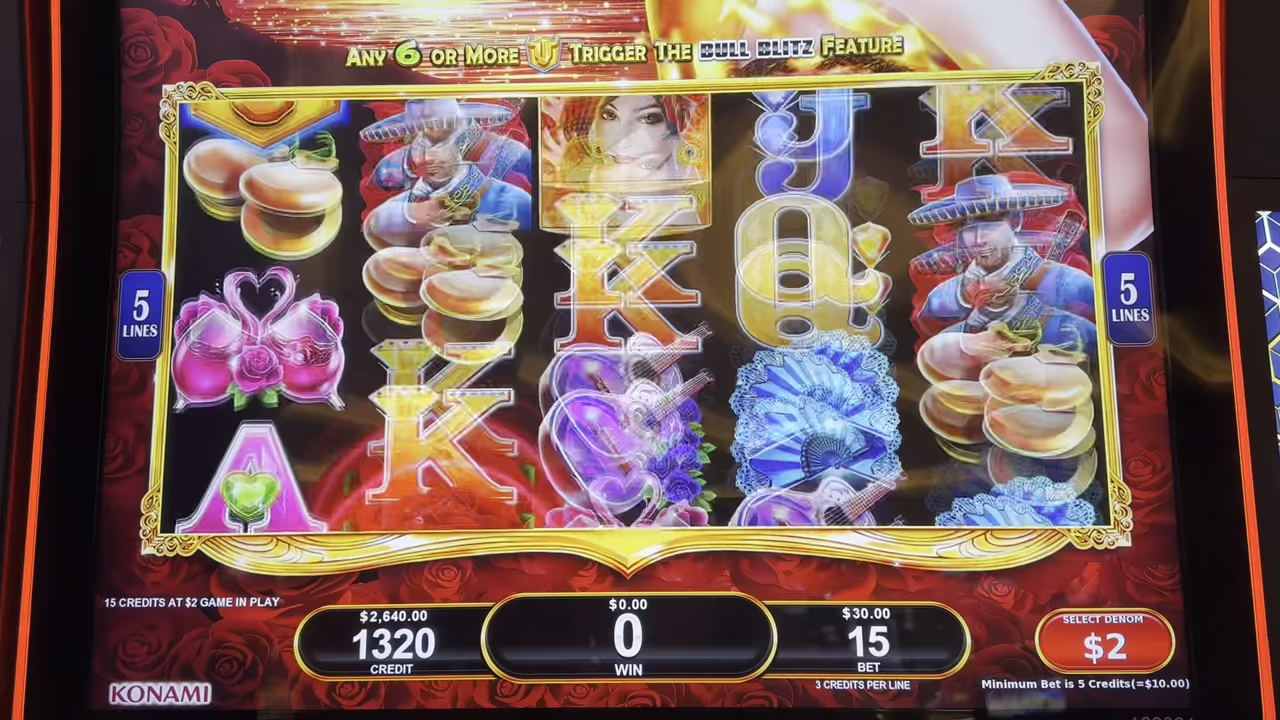 ANY 6 OR MORE TRIGGER THE BULL BLITZ FEATURE
J
K
K
Q
K
A
5
LINES
5
LINES
15 CREDITS AT $2 GAME IN PLAY
$2,640.00
1320
CREDIT
$0.00
0
WIN
$30.00
15
BET
3 CREDITS PER LINE
SELECT DENOM
$2
Minimum Bet is 5 Credits(=$10.00)
KONAMI